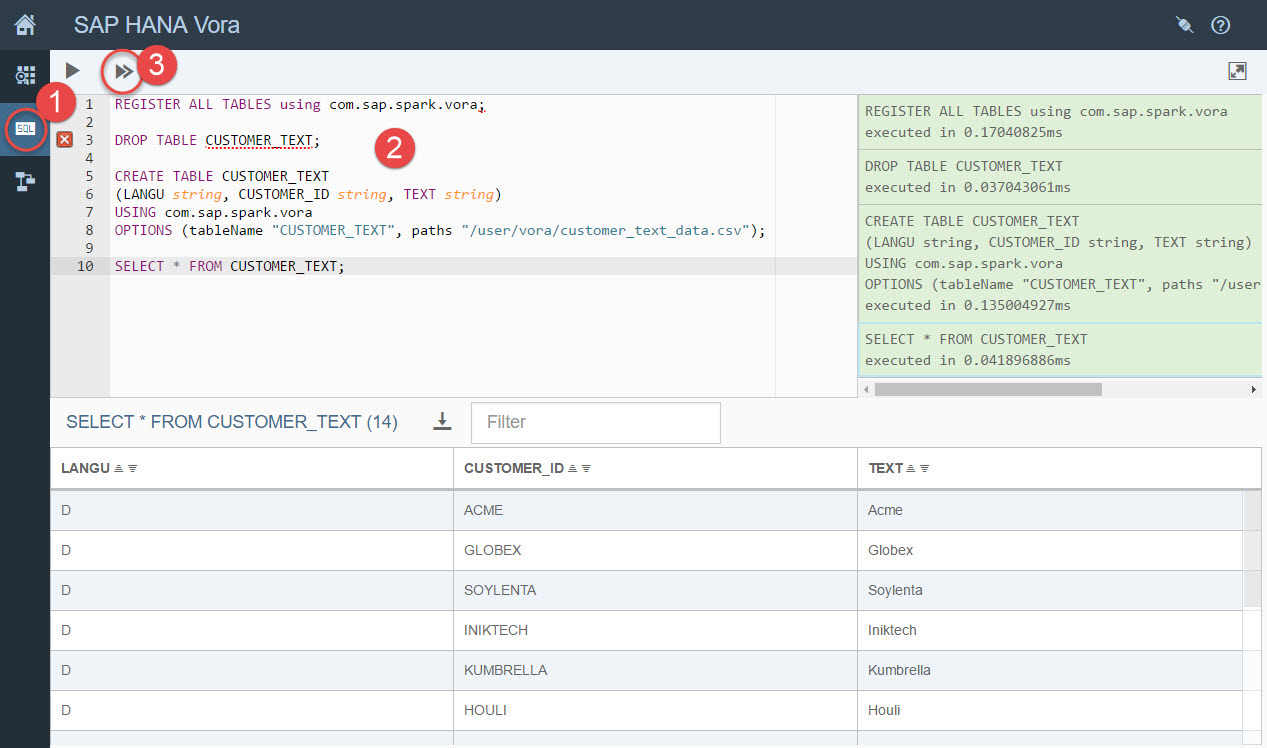 SAP HANA Vora
3
1
SQL
2
1 REGISTER ALL TABLES using com.sap.spark.vora;
2
3 DROP TABLE CUSTOMER_TEXT;
4
5 CREATE TABLE CUSTOMER_TEXT
6 (LANGU string, CUSTOMER_ID string, TEXT string)
7 USING com.sap.spark.vora
8 OPTIONS (tableName "CUSTOMER_TEXT", paths "/user/vora/customer_text_data.csv");
9
10 SELECT * FROM CUSTOMER_TEXT;
REGISTER ALL TABLES using com.sap.spark.vora
executed in 0.17040825ms
DROP TABLE CUSTOMER_TEXT
executed in 0.037043061ms
CREATE TABLE CUSTOMER_TEXT
(LANGU string, CUSTOMER_ID string, TEXT string)
USING com.sap.spark.vora
OPTIONS (tableName "CUSTOMER_TEXT", paths "/user
executed in 0.135004927ms
SELECT * FROM CUSTOMER_TEXT
executed in 0.041896886ms
SELECT * FROM CUSTOMER_TEXT (14) Filter
LANGU CUSTOMER_ID TEXT
D ACME Acme
D GLOBEX Globex
D SOYLENTA Soylenta
D INIKTECH Iniktech
D KUMBRELLA Kumbrella
D HOULI Houli